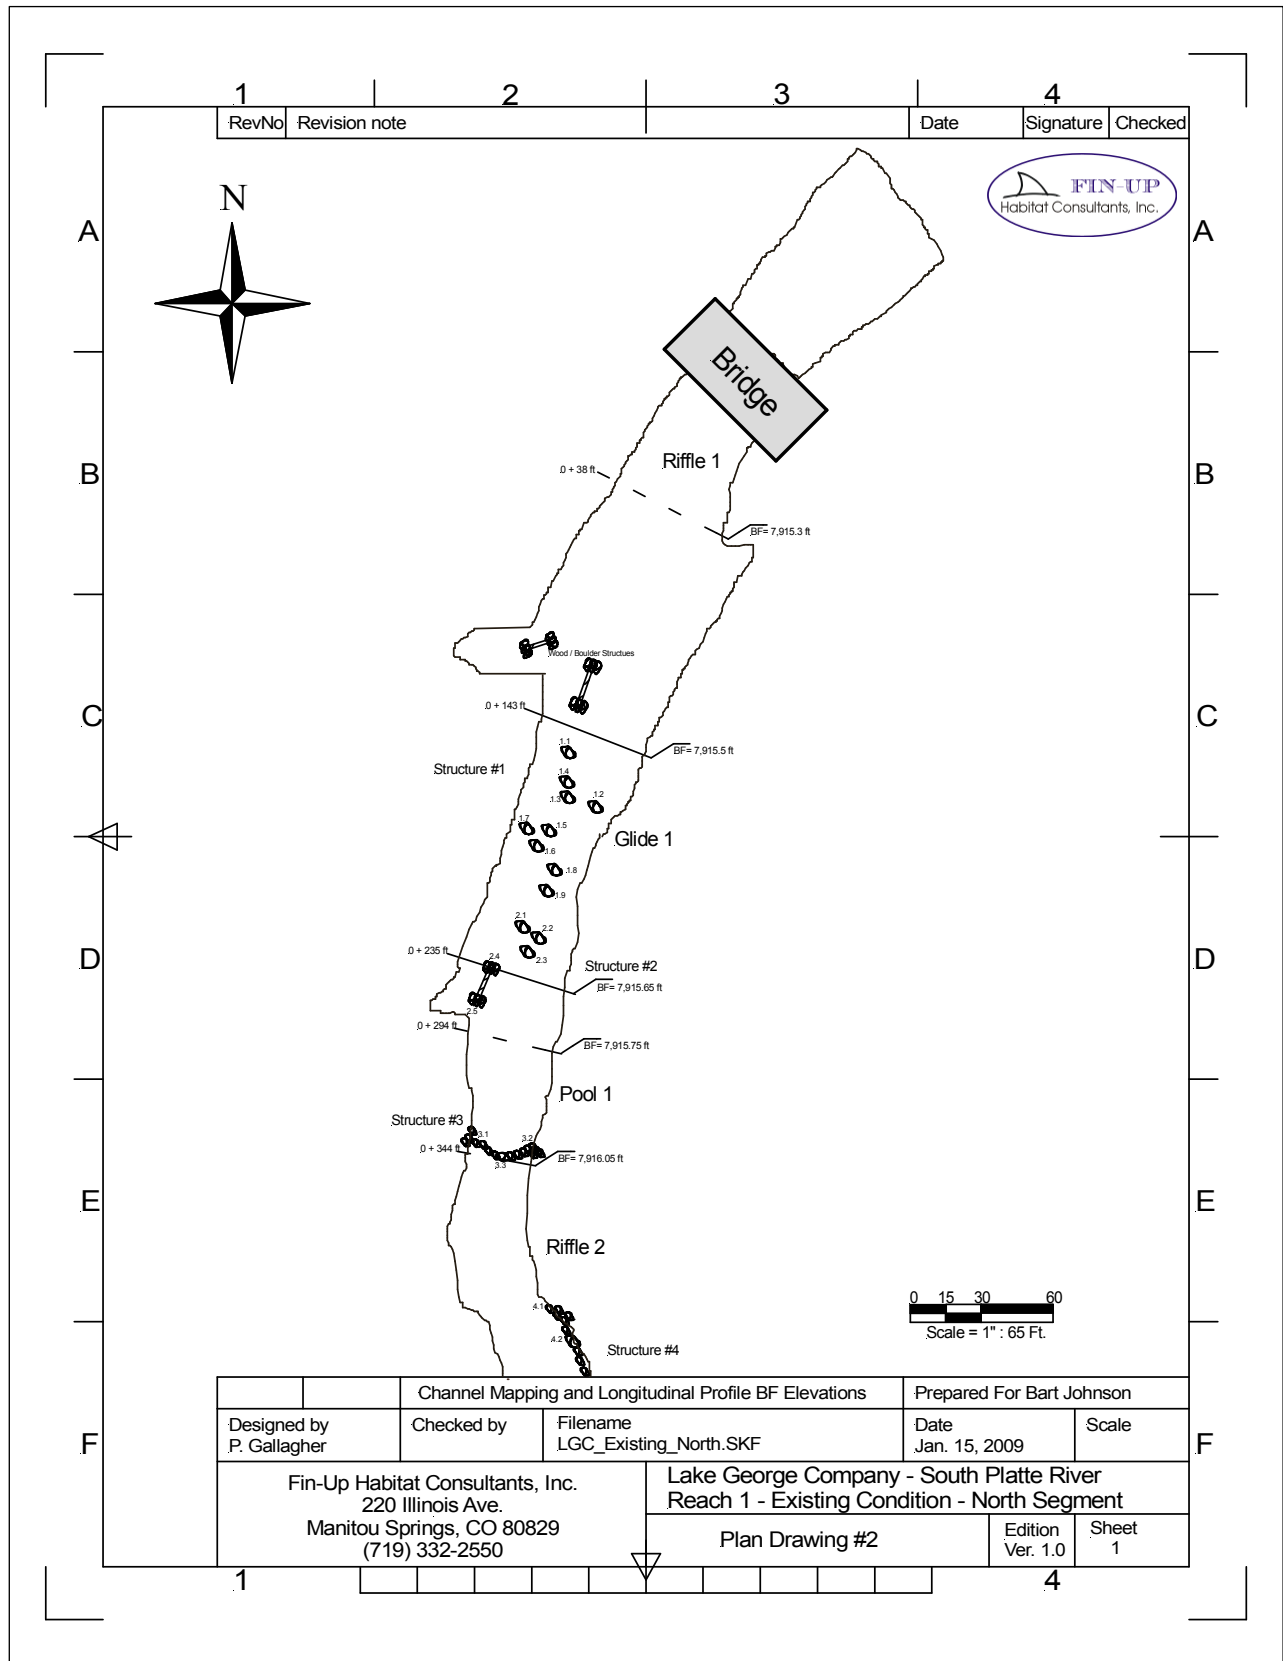 1 2 3 4
RevNo Revision note Date Signature Checked
FIN-UP
Habitat Consultants, Inc.
N
A A
Bridge
B B
Riffle 1
0 + 38 ft
BF= 7,915.3 ft
Wood / Boulder Structues
0 + 143 ft
C C
BF= 7,915.5 ft
1.1
Structure #1
1.4
1.3 1.2
1.7 1.5
Glide 1
1.6
1.8
1.9
2.1
2.2
0 + 235 ft
2.3
2.4
D D
Structure #2
BF= 7,915.65 ft
2.5
0 + 294 ft
BF= 7,915.75 ft
Pool 1
Structure #3
3.1 3.2
0 + 344 ft
3.3
BF= 7,916.05 ft
E E
Riffle 2
4.1
4.2
Structure #4
0 15 30 60
Scale = 1" : 65 Ft.
Channel Mapping and Longitudinal Profile BF Elevations
Prepared For Bart Johnson
Designed by
P. Gallagher
Checked by
Filename
LGC_Existing_North.SKF
Date
Jan. 15, 2009
Scale
F F
Fin-Up Habitat Consultants, Inc.
220 Illinois Ave.
Manitou Springs, CO 80829
(719) 332-2550
Lake George Company - South Platte River
Reach 1 - Existing Condition - North Segment
Plan Drawing #2
Edition
Ver. 1.0
Sheet
1
1 4